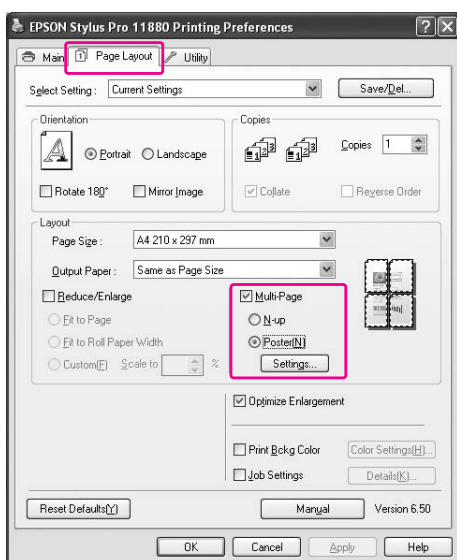 EPSON Stylus Pro 11880 Printing Preferences
Main Page Layout Utility
Select Setting : Current Settings Save/Del...
Orientation
Portrait Landscape
Rotate 180° Mirror Image
Copies
Copies 1
Collate Reverse Order
Layout
Page Size : A4 210 x 297 mm
Output Paper : Same as Page Size
Reduce/Enlarge
Fit to Page
Fit to Roll Paper Width
Custom(F) Scale to %
Multi-Page
N-up
Poster(N)
Settings...
Optimize Enlargement
Print Bckg Color Color Settings(H)...
Job Settings Details(K)...
Reset Defaults(Y) Manual Version 6.50
OK Cancel Apply Help